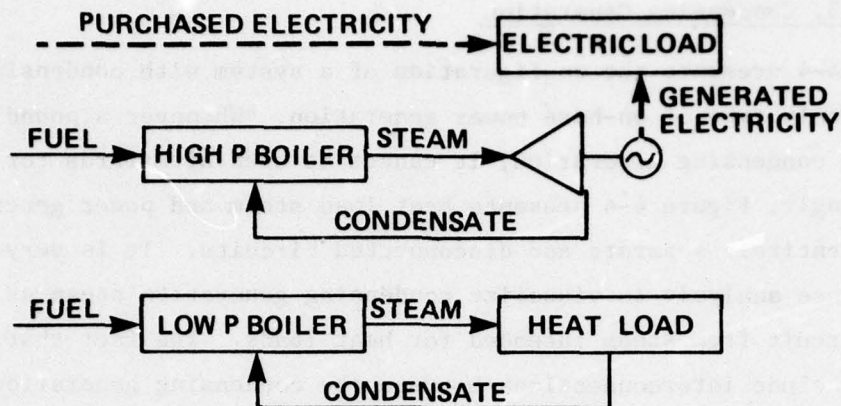 PURCHASED ELECTRICITY
ELECTRIC LOAD
GENERATED
ELECTRICITY
FUEL
HIGH P BOILER
STEAM
CONDENSATE
FUEL
LOW P BOILER
STEAM
HEAT LOAD
CONDENSATE